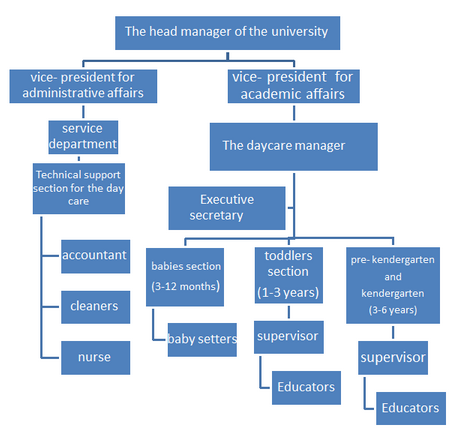 The head manager of the university
vice- president for
administrative affairs
vice- president for
academic affairs
service
department
The daycare manager
Technical support
section for the day
care
Executive
secretary
accountant
cleaners
nurse
babies section
(3-12 months)
baby setters
toddlers
section
(1-3 years)
supervisor
Educators
pre- kendergarten
and
kendergarten
(3-6 years)
supervisor
Educators